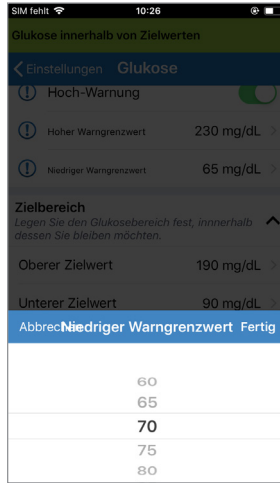 SIM fehlt 10:26
Glukose innerhalb von Zielwerten
Einstellungen Glukose
Hoch-Warnung
Hoher Warngrenzwert 230 mg/dL
Niedriger Warngrenzwert 65 mg/dL
Zielbereich
Legen Sie den Glukosebereich fest, innnerhalb
dessen Sie bleiben möchten.
Oberer Zielwert 190 mg/dL
Unterer Zielwert 90 mg/dL
Abbrechen Niedriger Warngrenzwert Fertig
60
65
70
75
80